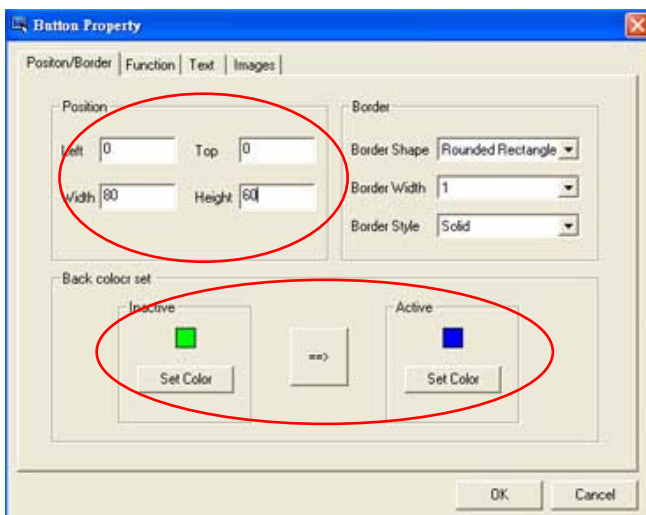 Button Property
Positon/Border Function Text Images
Position
Left 0 Top 0
Width 80 Height 60
Border
Border Shape Rounded Rectangle
Border Width 1
Border Style Solid
Back colocr set
Inactive
Set Color
==>
Active
Set Color
OK Cancel